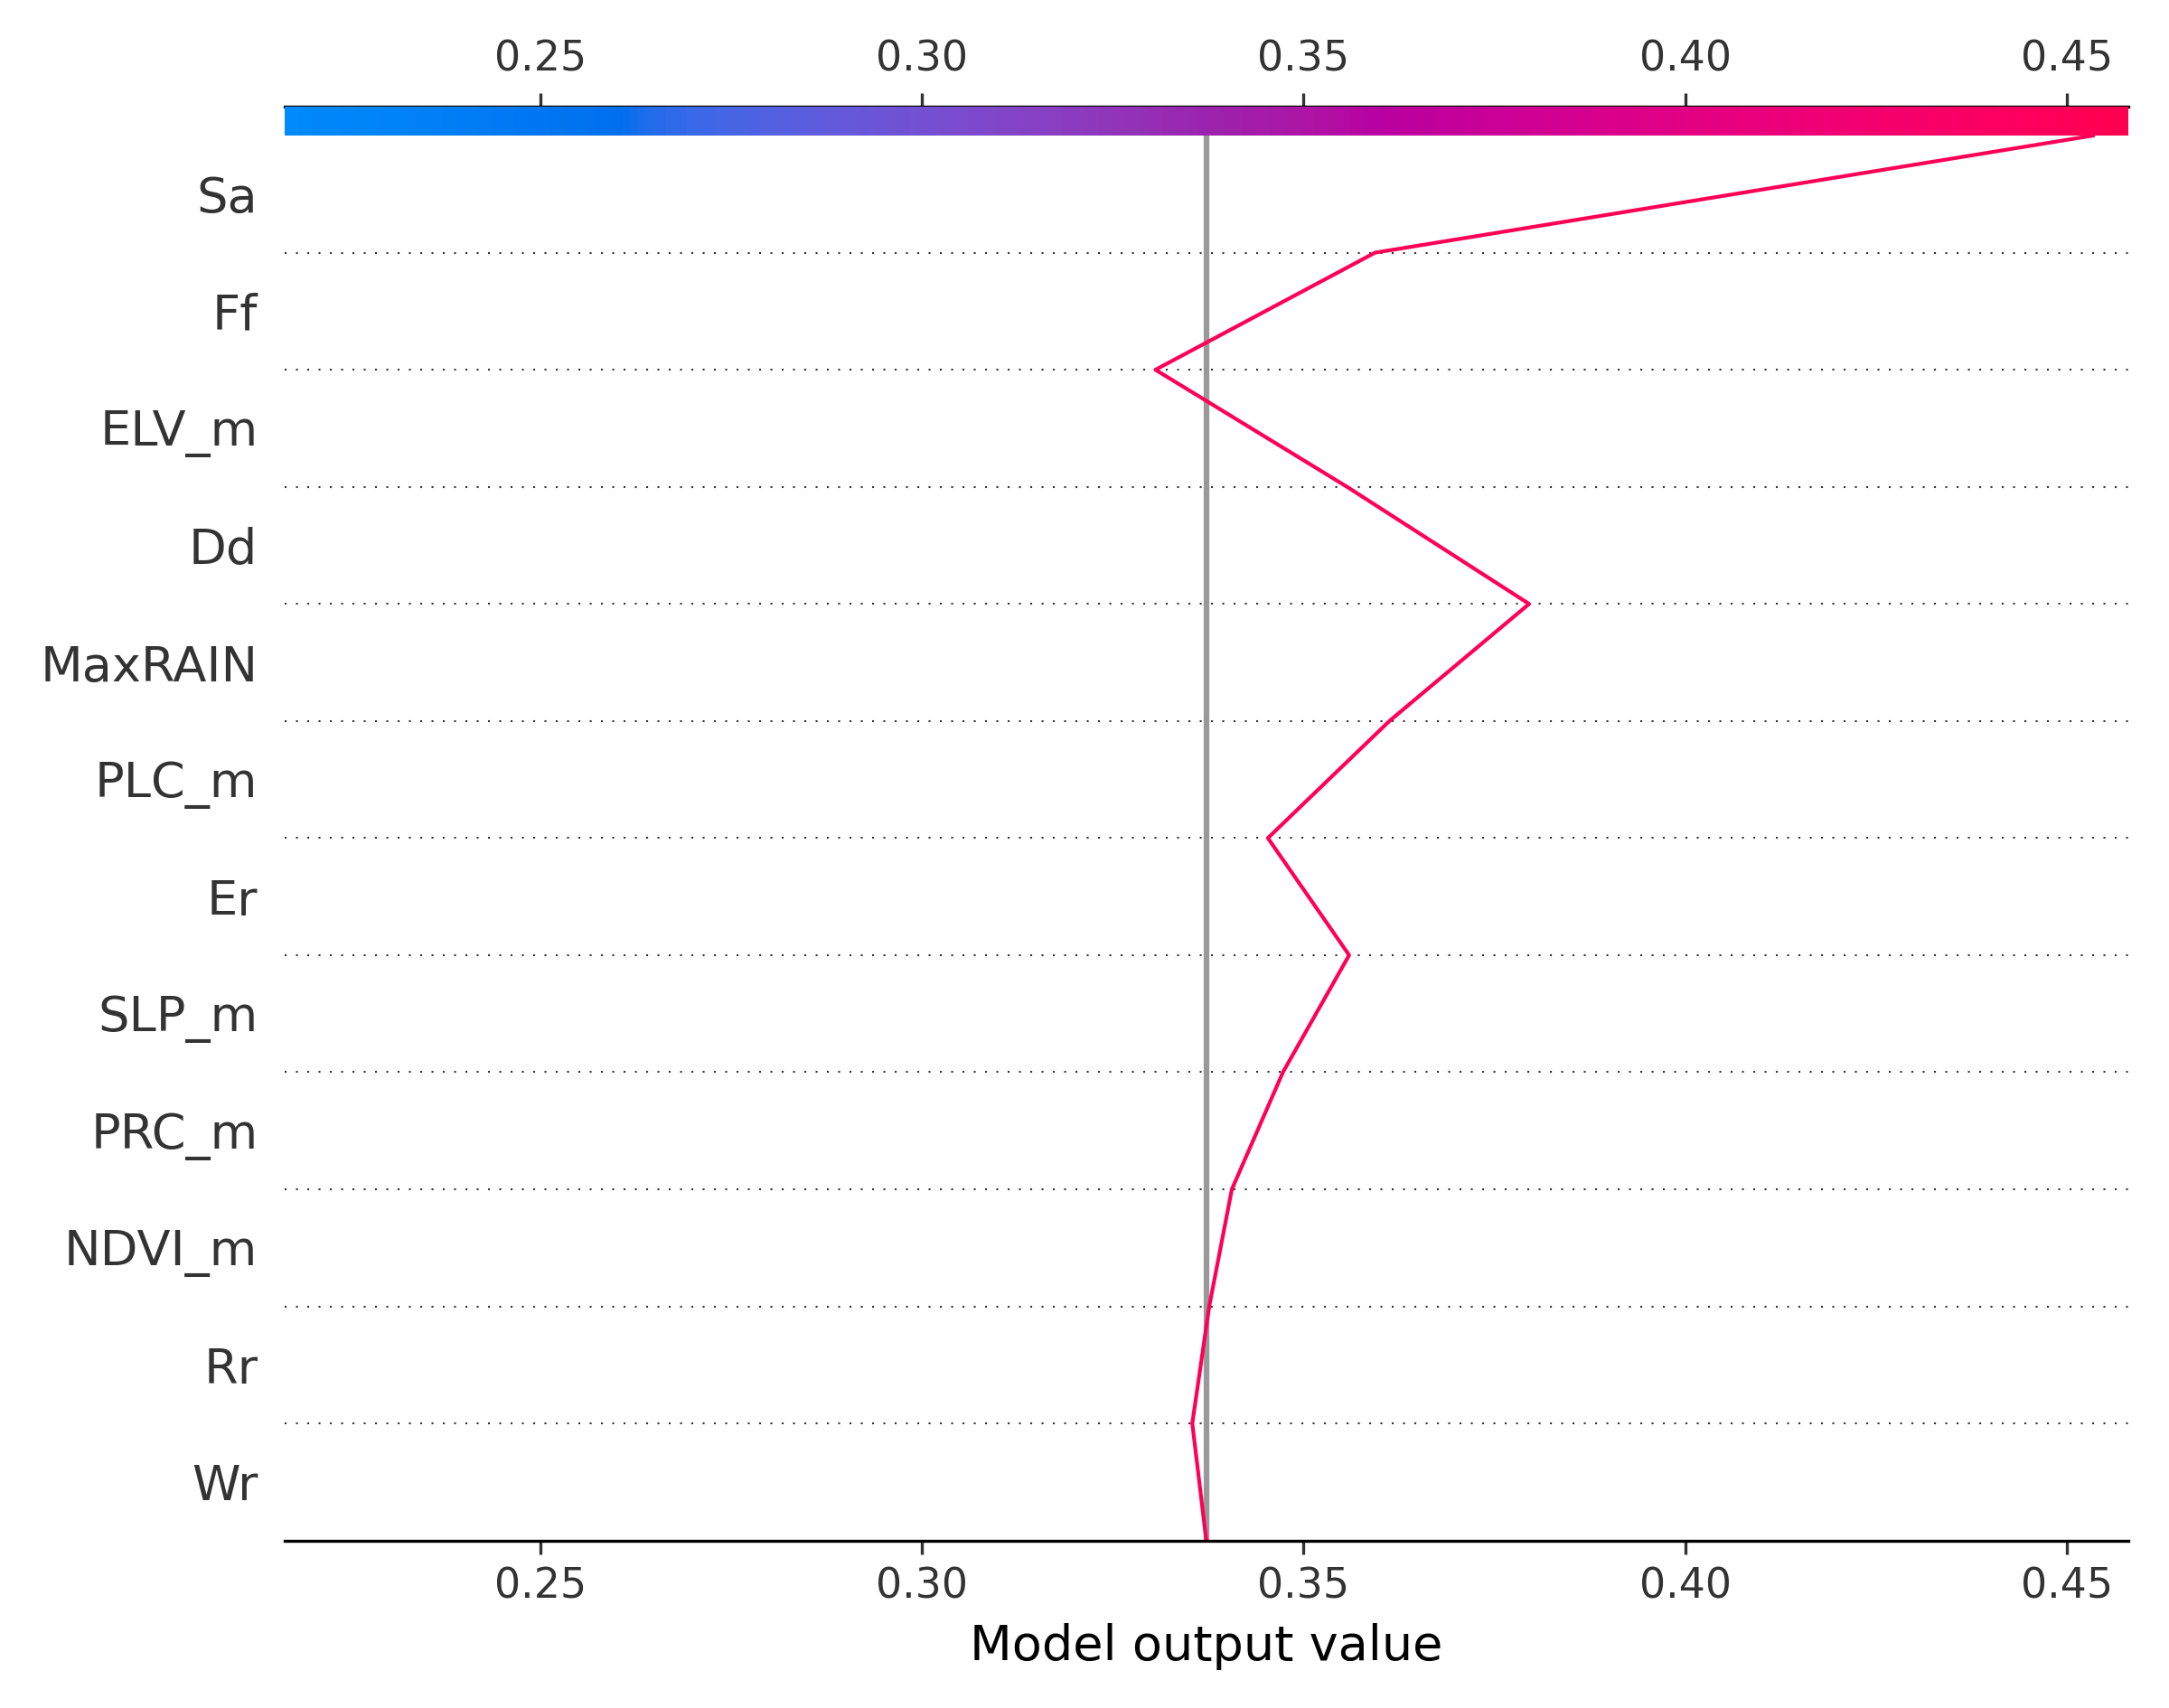 0.25 0.30 0.35 0.40 0.45
Sa
Ff
ELV_m
Dd
MaxRAIN
PLC_m
Er
SLP_m
PRC_m
NDVI_m
Rr
Wr
0.25 0.30 0.35 0.40 0.45
Model output value